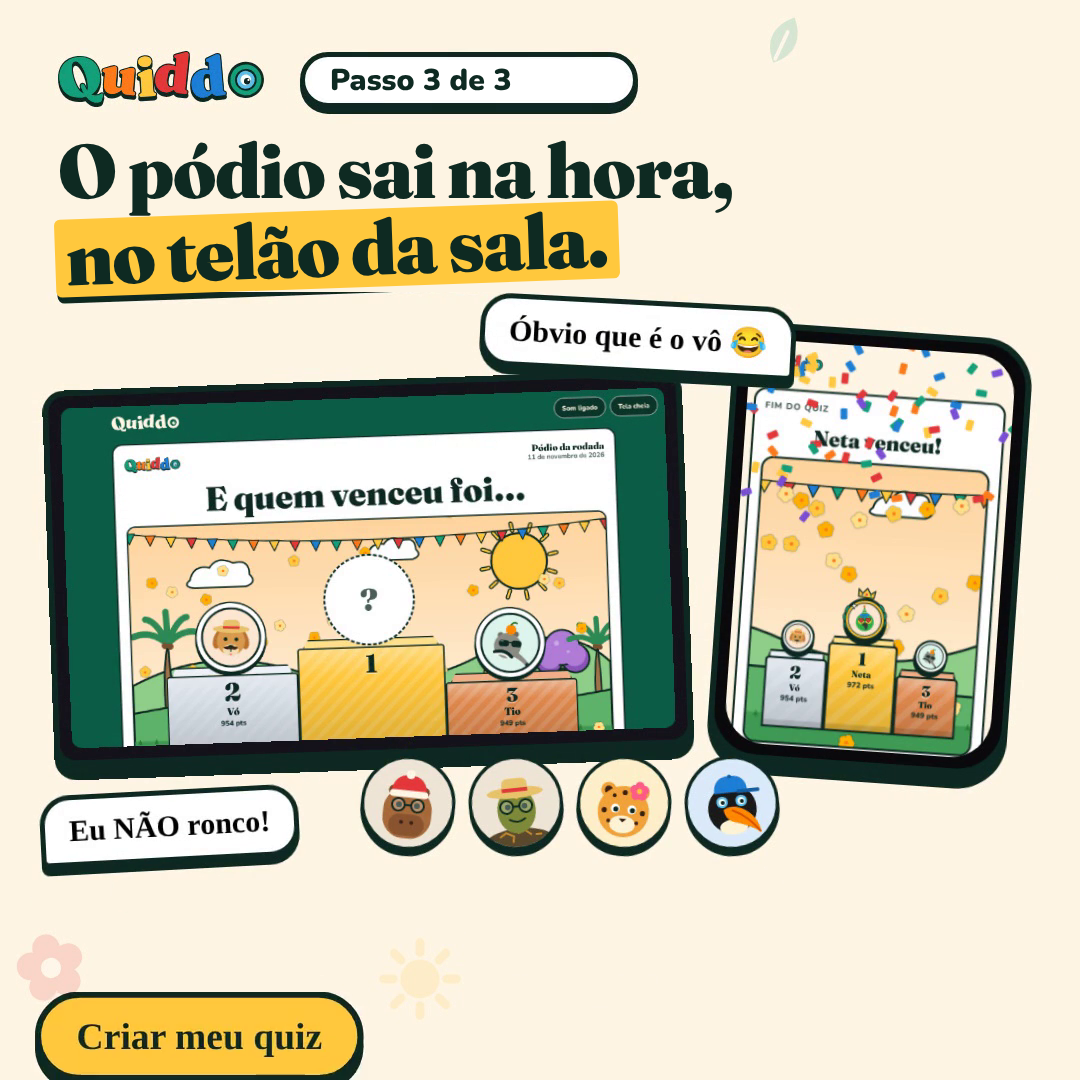 Quiddo
Passo 3 de 3
O pódio sai na hora,
no telão da sala.
Óbvio que é o vô 😂
Quiddo
Som ligado
Tela cheia
Quiddo
Pódio da rodada
11 de novembro de 2026
E quem venceu foi...
?
1
2
Vó
954 pts
3
Tio
949 pts
FIM DO QUIZ
Neta venceu!
1
Neta
972 pts
2
Vó
954 pts
3
Tio
949 pts
Eu NÃO ronco!
Criar meu quiz